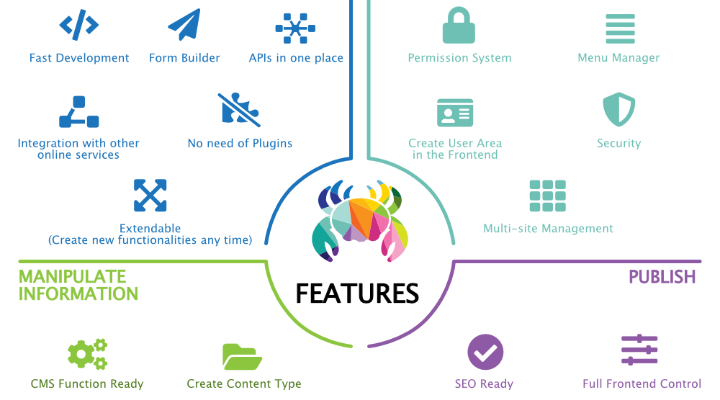 Fast Development
Form Builder
APIs in one place
Permission System
Menu Manager
Integration with other
online services
No need of Plugins
Create User Area
in the Frontend
Security
Extendable
(Create new functionalities any time)
Multi-site Management
MANIPULATE
INFORMATION
FEATURES
PUBLISH
CMS Function Ready
Create Content Type
SEO Ready
Full Frontend Control